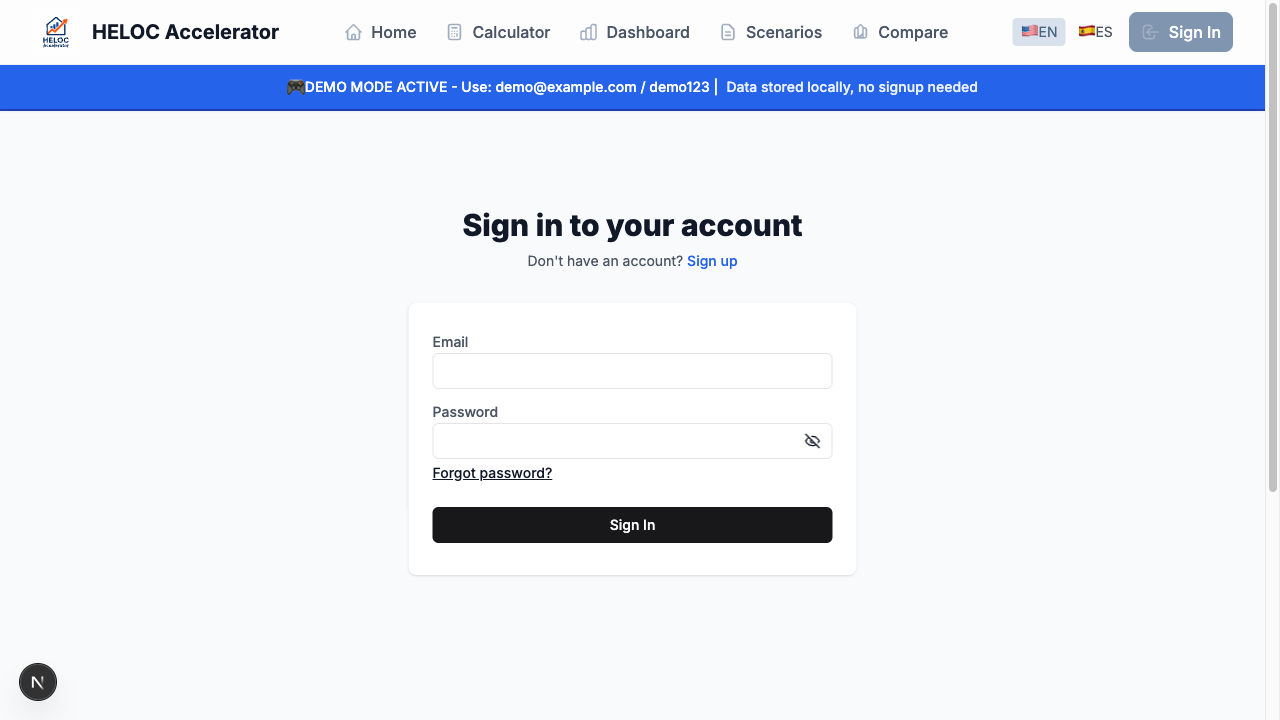 HELOC
Accelerator
HELOC Accelerator
Home
Calculator
Dashboard
Scenarios
Compare
🇺🇸EN
🇪🇸ES
Sign In
🎮DEMO MODE ACTIVE - Use: demo@example.com / demo123 | Data stored locally, no signup needed
Sign in to your account
Don't have an account? Sign up
Email
Password
Forgot password?
Sign In
N